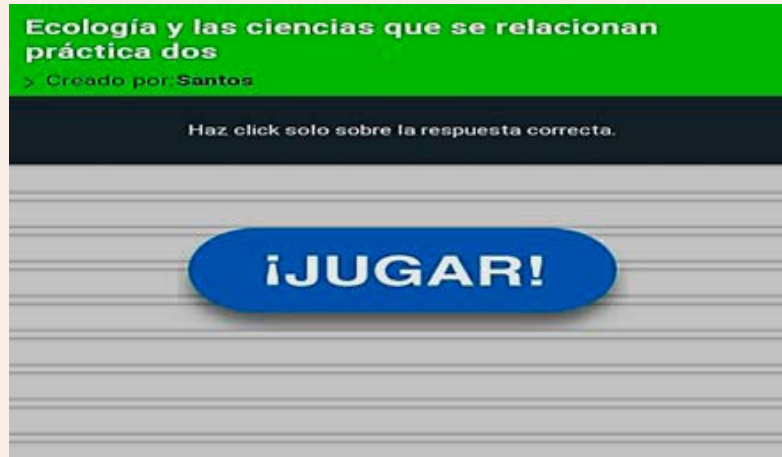 Ecología y las ciencias que se relacionan
práctica dos
> Creado por:Santos
Haz click solo sobre la respuesta correcta.
¡JUGAR!